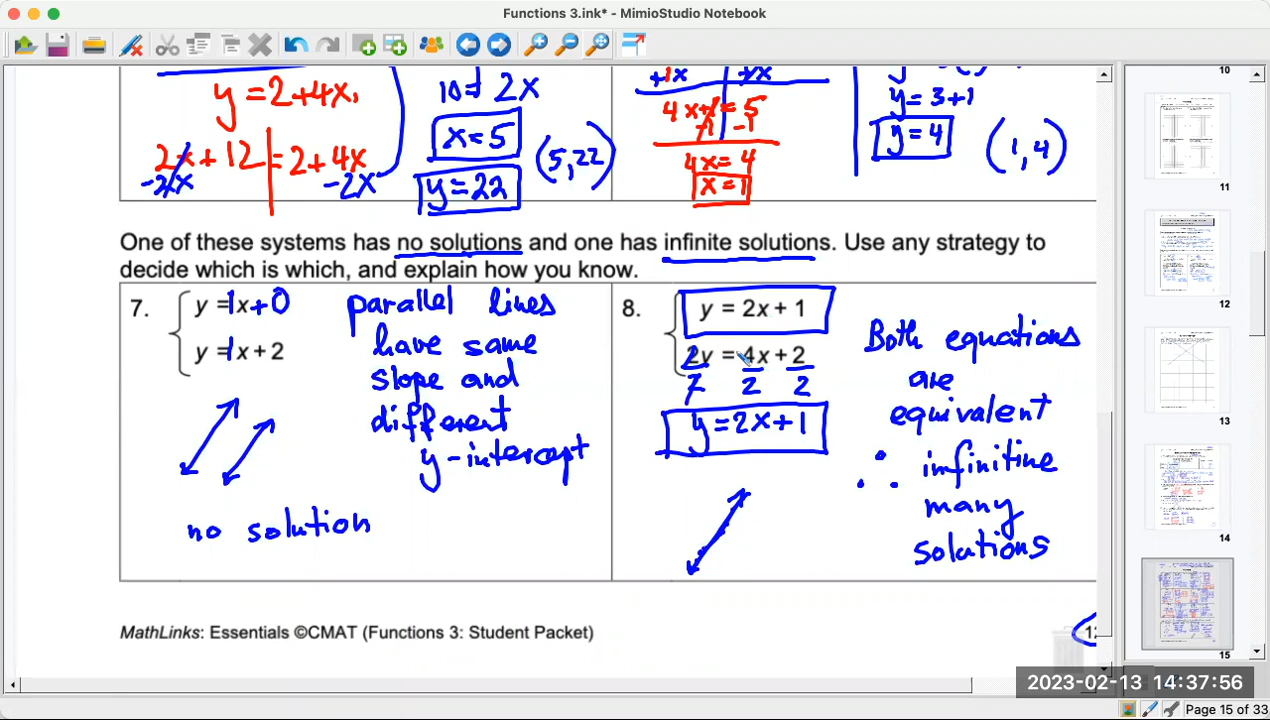 Functions 3.ink* - MimioStudio Notebook
y = 2+4x,
2x + 12 = 2 + 4x
-2x -2x
10 = 2x
x = 5
y = 22
(5,22)
+1x +x
4x+1 = 5
-1 -1
4x = 4
x = 1
y = 3+1
y = 4
(1,4)
One of these systems has no solutions and one has infinite solutions. Use any strategy to
decide which is which, and explain how you know.
7.
y =1x+0
y =1x + 2
parallel lines
have same
slope and
different
y-intercept
no solution
8.
y = 2x + 1
2y = 4x + 2
2 2 2
y = 2x + 1
Both equations
are
equivalent
∴ infinitine
many
solutions
MathLinks: Essentials ©CMAT (Functions 3: Student Packet)
12
10
11
12
13
14
15
2023-02-13 14:37:56
Page 15 of 33